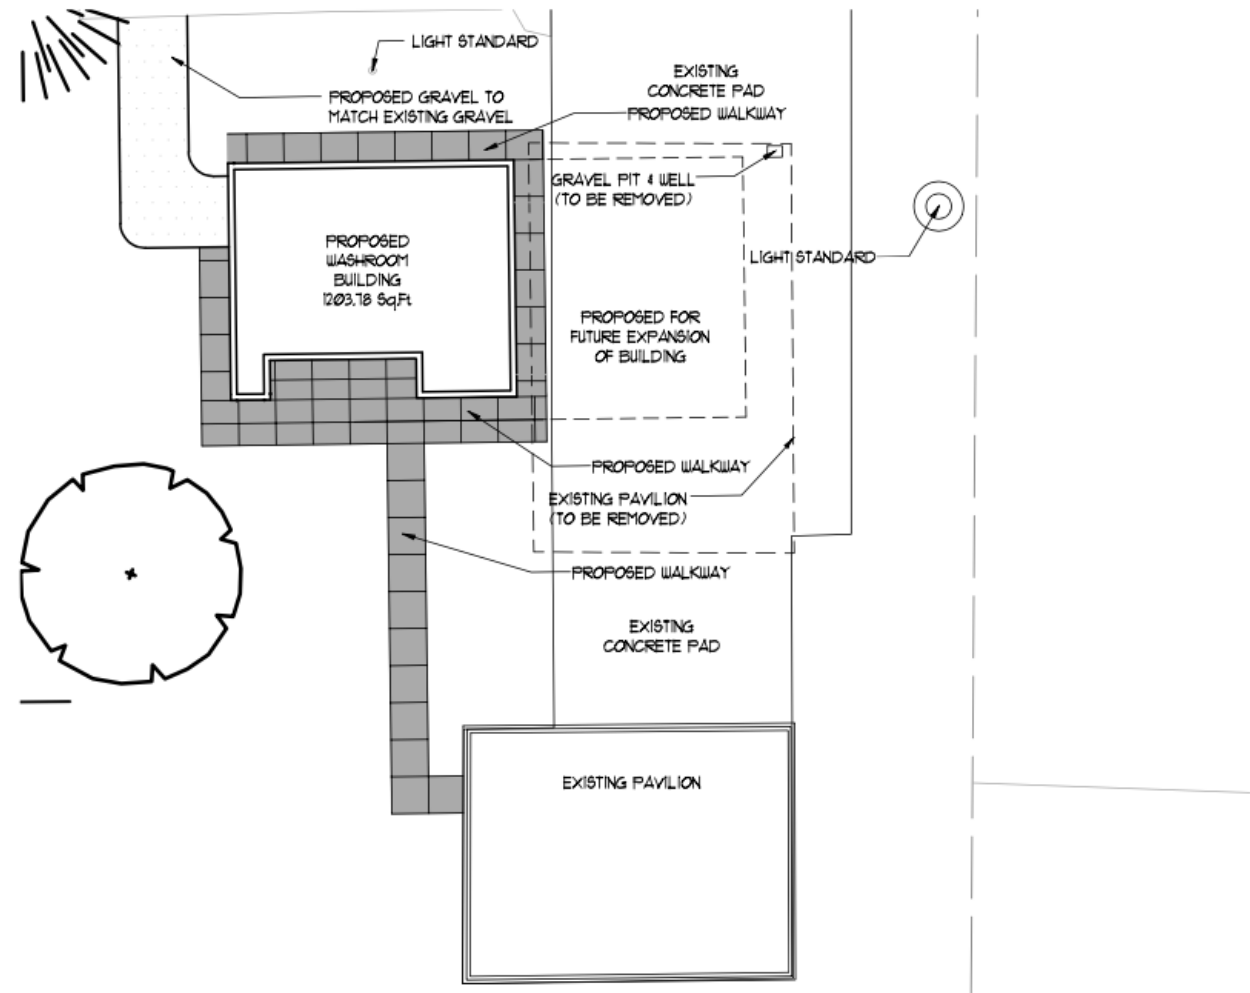 LIGHT STANDARD
EXISTING
CONCRETE PAD
PROPOSED GRAVEL TO
MATCH EXISTING GRAVEL
PROPOSED WALKWAY
GRAVEL PIT & WELL
(TO BE REMOVED)
PROPOSED
WASHROOM
BUILDING
1203.78 Sq.Ft
LIGHT STANDARD
PROPOSED FOR
FUTURE EXPANSION
OF BUILDING
PROPOSED WALKWAY
EXISTING PAVILION
(TO BE REMOVED)
PROPOSED WALKWAY
EXISTING
CONCRETE PAD
EXISTING PAVILION